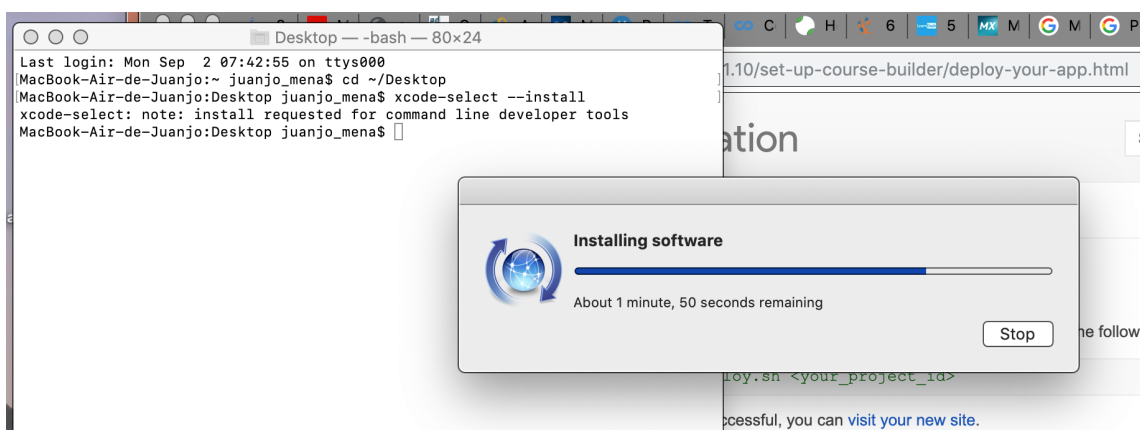 Desktop — -bash — 80×24
Last login: Mon Sep  2 07:42:55 on ttys000
[MacBook-Air-de-Juanjo:~ juanjo_mena$ cd ~/Desktop ]
[MacBook-Air-de-Juanjo:Desktop juanjo_mena$ xcode-select --install ]
xcode-select: note: install requested for command line developer tools
MacBook-Air-de-Juanjo:Desktop juanjo_mena$
C H 6 5 MX M G M G P
1.10/set-up-course-builder/deploy-your-app.html
ation
Installing software
About 1 minute, 50 seconds remaining
Stop
he follow
loy.sh <your_project_id>
ccessful, you can visit your new site.